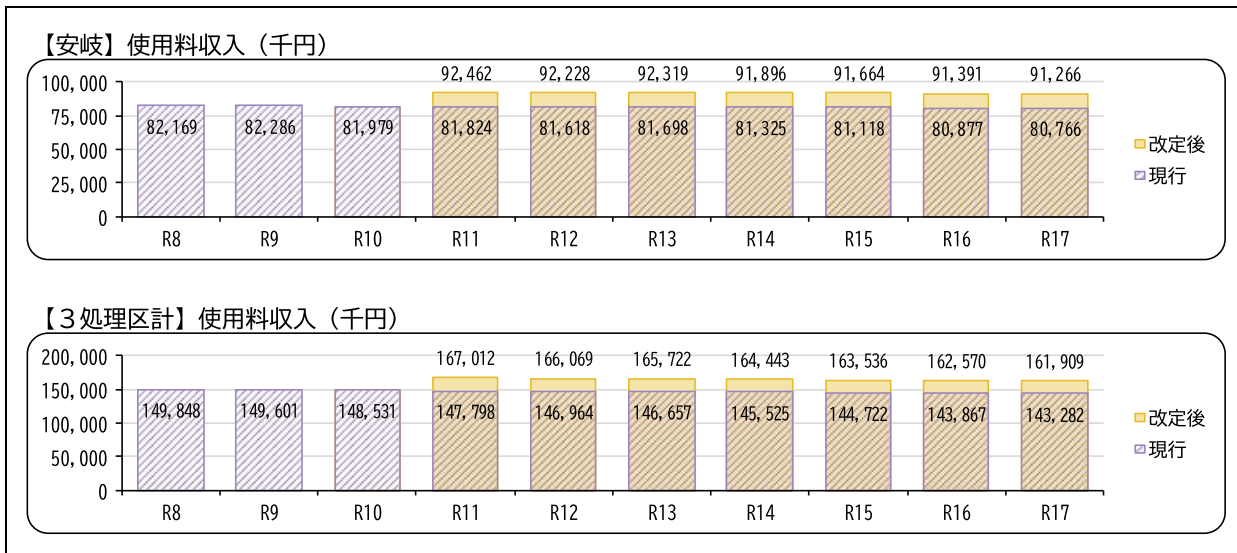 【安岐】使用料収入（千円）
92,462 92,228 92,319 91,896 91,664 91,391 91,266
100,000
75,000
50,000
25,000
0
82,169 82,286 81,979 81,824 81,618 81,698 81,325 81,118 80,877 80,766
改定後
現行
R8 R9 R10 R11 R12 R13 R14 R15 R16 R17
【３処理区計】使用料収入（千円）
167,012 166,069 165,722 164,443 163,536 162,570 161,909
200,000
150,000
100,000
50,000
0
149,848 149,601 148,531 147,798 146,964 146,657 145,525 144,722 143,867 143,282
改定後
現行
R8 R9 R10 R11 R12 R13 R14 R15 R16 R17